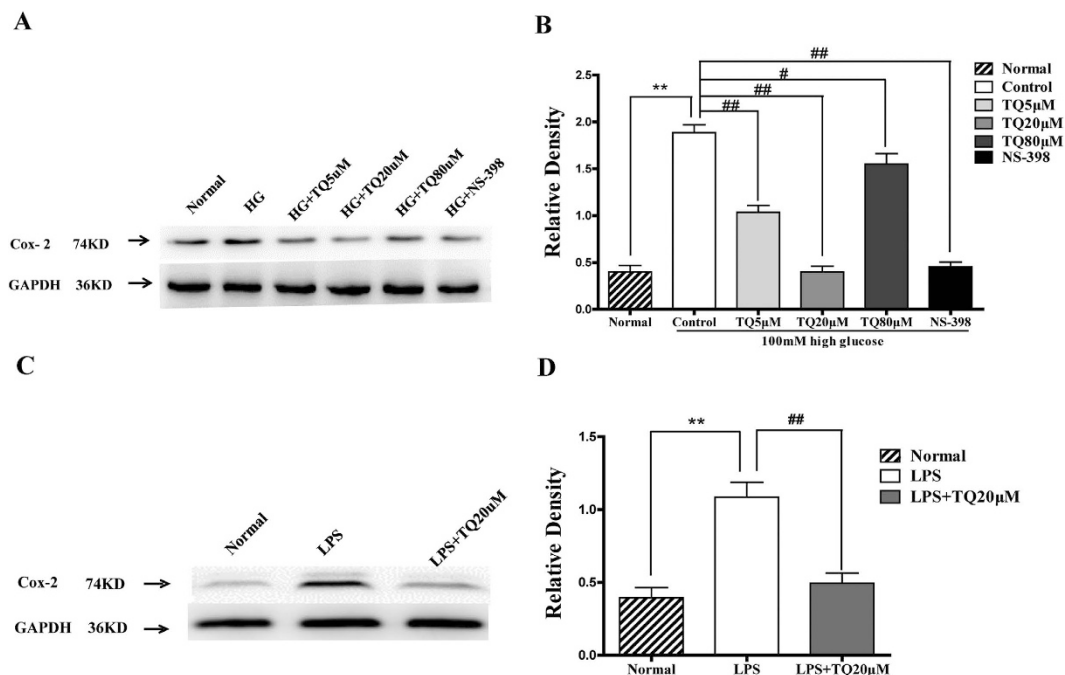 A
Normal
HG
HG+TQ5uM
HG+TQ20uM
HG+TQ80uM
HG+NS-398
Cox- 2 74KD
GAPDH 36KD
B
##
#
##
**
##
Normal
Control
TQ5μM
TQ20μM
TQ80μM
NS-398
Relative Density
2.5
2.0
1.5
1.0
0.5
0.0
Normal Control TQ5μM TQ20μM TQ80μM NS-398
100mM high glucose
C
Normal
LPS
LPS+TQ20uM
Cox-2 74KD
GAPDH 36KD
D
** ##
Normal
LPS
LPS+TQ20μM
Relative Density
1.5
1.0
0.5
0.0
Normal LPS LPS+TQ20μM